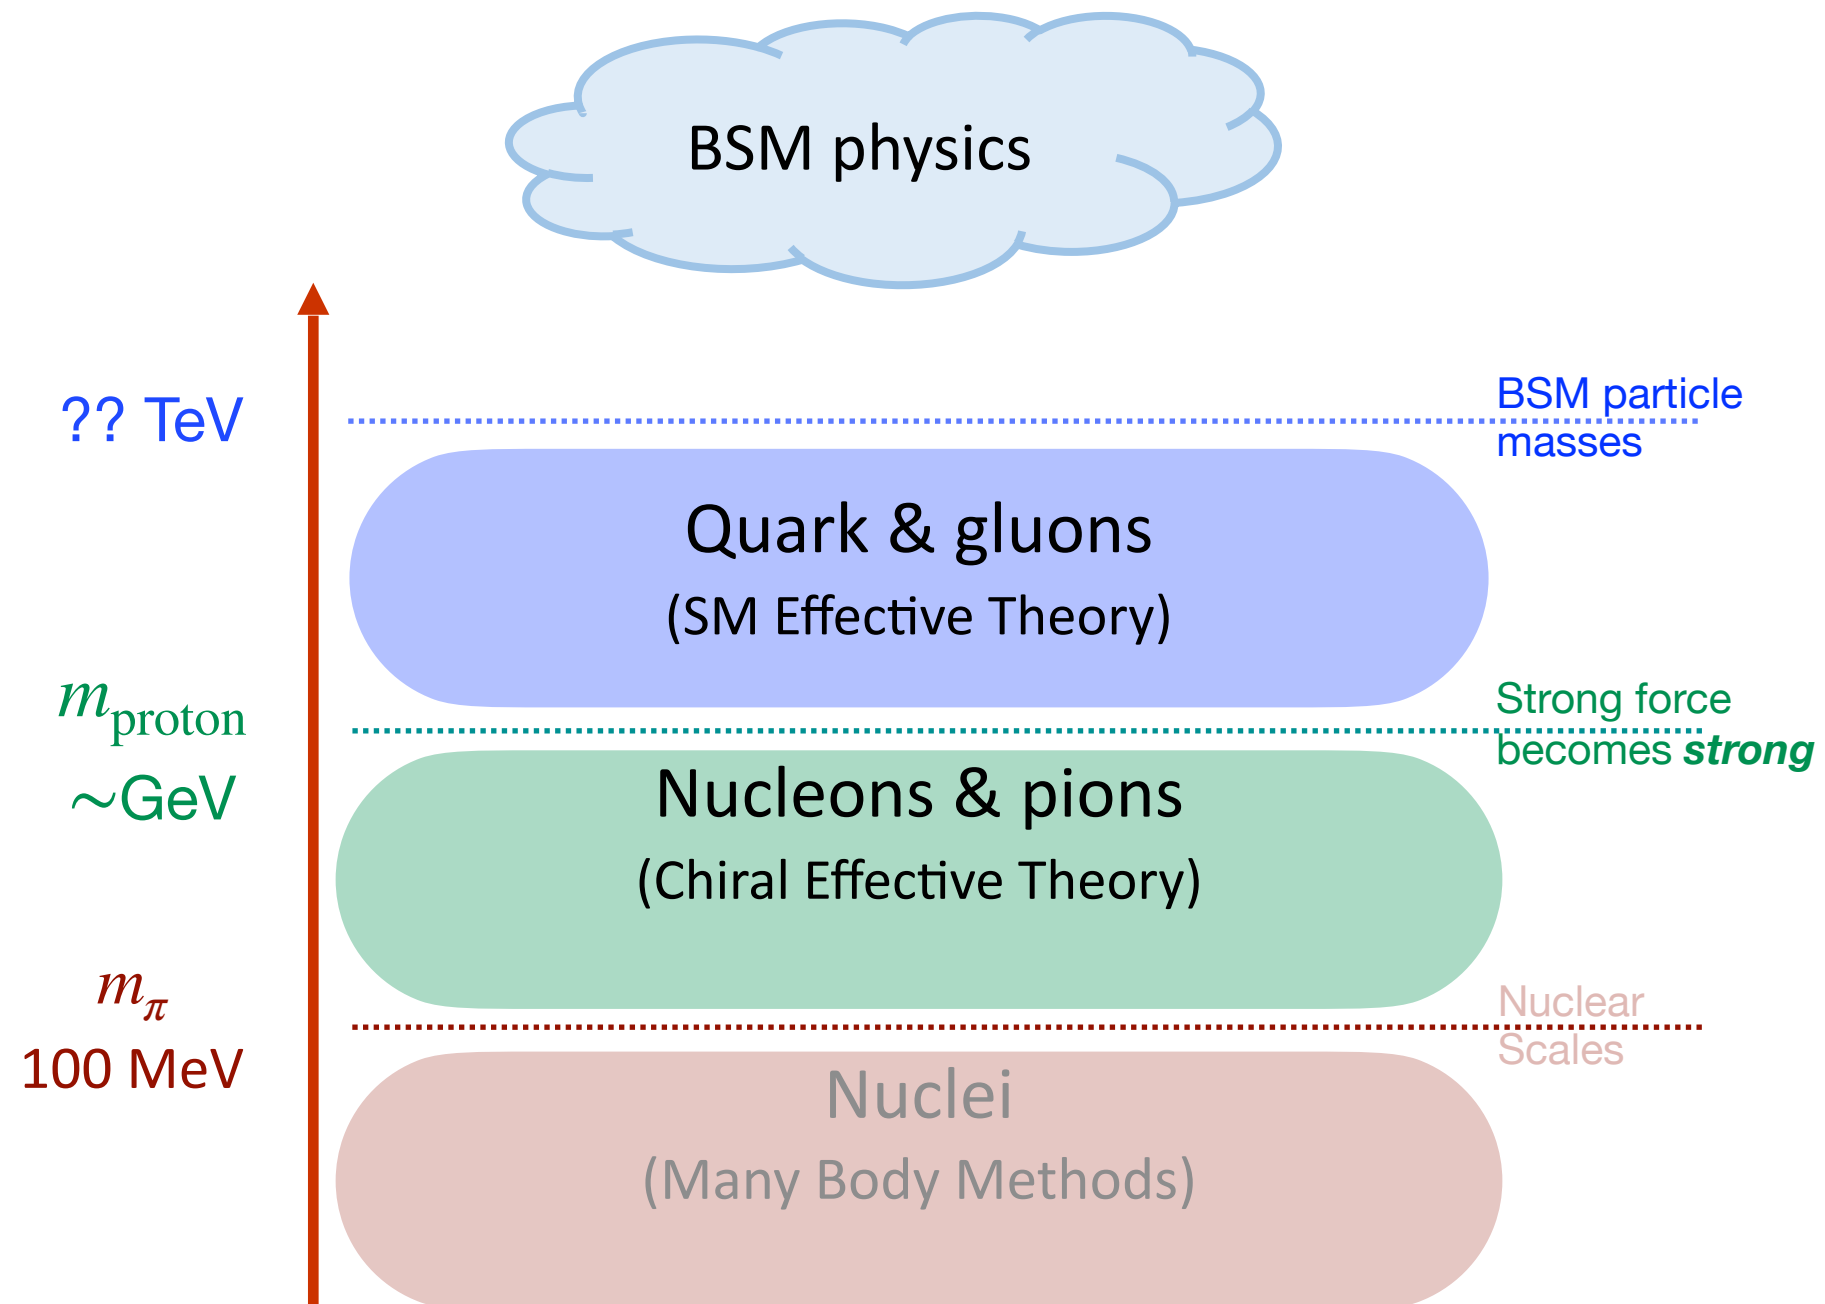 BSM physics
?? TeV
BSM particle
masses
Quark & gluons
(SM Effective Theory)
m_proton
~GeV
Strong force
becomes strong
Nucleons & pions
(Chiral Effective Theory)
m_π
100 MeV
Nuclear
Scales
Nuclei
(Many Body Methods)